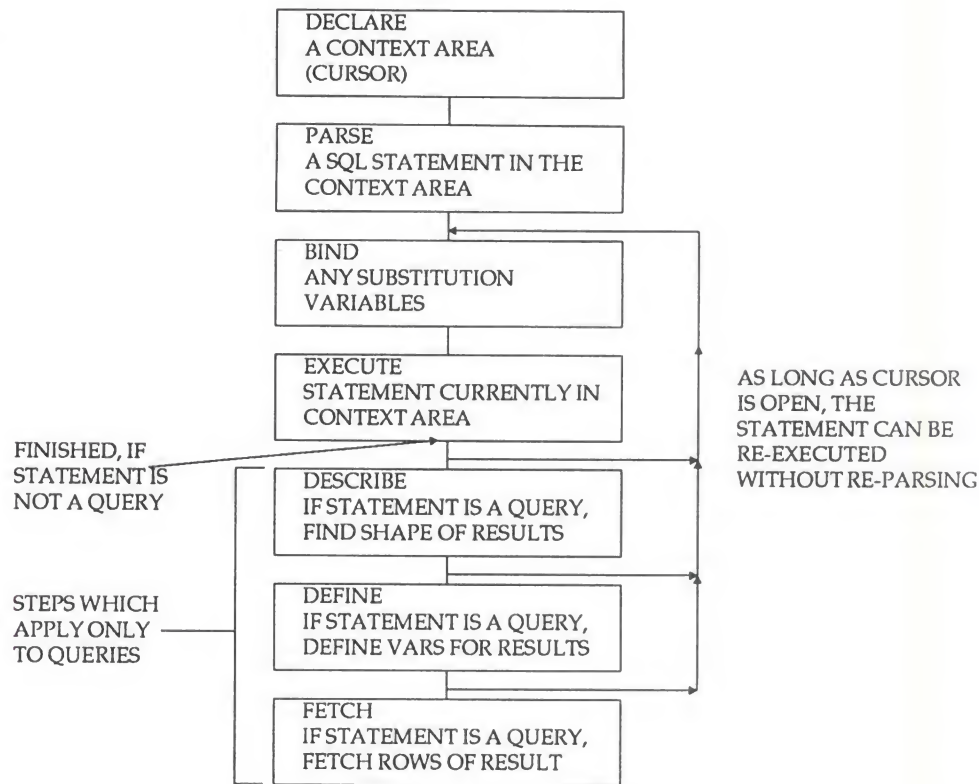 DECLARE
A CONTEXT AREA
(CURSOR)
PARSE
A SQL STATEMENT IN THE
CONTEXT AREA
BIND
ANY SUBSTITUTION
VARIABLES
EXECUTE
STATEMENT CURRENTLY IN
CONTEXT AREA
AS LONG AS CURSOR
IS OPEN, THE
STATEMENT CAN BE
RE-EXECUTED
WITHOUT RE-PARSING
FINISHED, IF
STATEMENT IS
NOT A QUERY
DESCRIBE
IF STATEMENT IS A QUERY,
FIND SHAPE OF RESULTS
STEPS WHICH
APPLY ONLY
TO QUERIES
DEFINE
IF STATEMENT IS A QUERY,
DEFINE VARS FOR RESULTS
FETCH
IF STATEMENT IS A QUERY,
FETCH ROWS OF RESULT